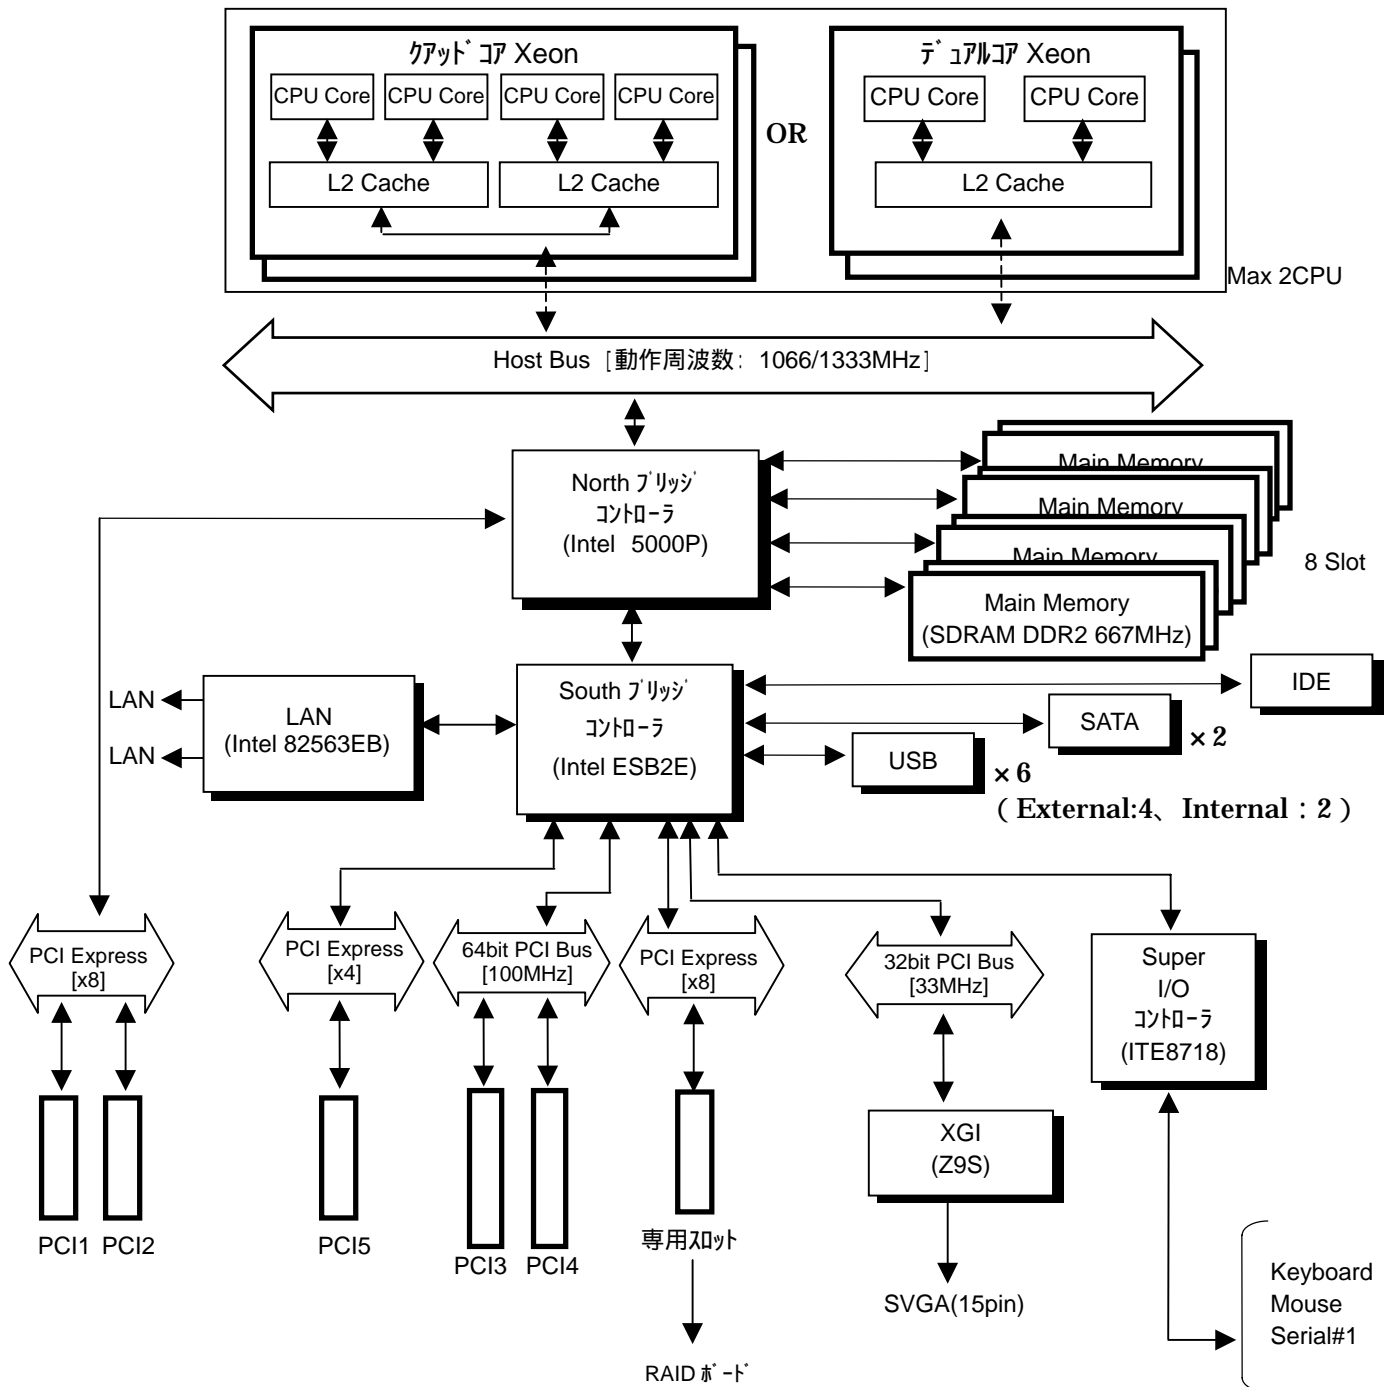 クアッドコア Xeon
デュアルコア Xeon
CPU Core
CPU Core
CPU Core
CPU Core
CPU Core
CPU Core
OR
L2 Cache
L2 Cache
L2 Cache
Max 2CPU
Host Bus [動作周波数: 1066/1333MHz]
North ブリッジ
コントローラ
(Intel 5000P)
Main Memory
Main Memory
Main Memory
Main Memory
(SDRAM DDR2 667MHz)
8 Slot
LAN
LAN
LAN
(Intel 82563EB)
South ブリッジ
コントローラ
(Intel ESB2E)
IDE
SATA
×2
USB
×6
( External:4、Internal : 2 )
PCI Express
[x8]
PCI Express
[x4]
64bit PCI Bus
[100MHz]
PCI Express
[x8]
32bit PCI Bus
[33MHz]
Super
I/O
コントローラ
(ITE8718)
XGI
(Z9S)
PCI1
PCI2
PCI5
PCI3
PCI4
専用スロット
SVGA(15pin)
RAID ボード
Keyboard
Mouse
Serial#1